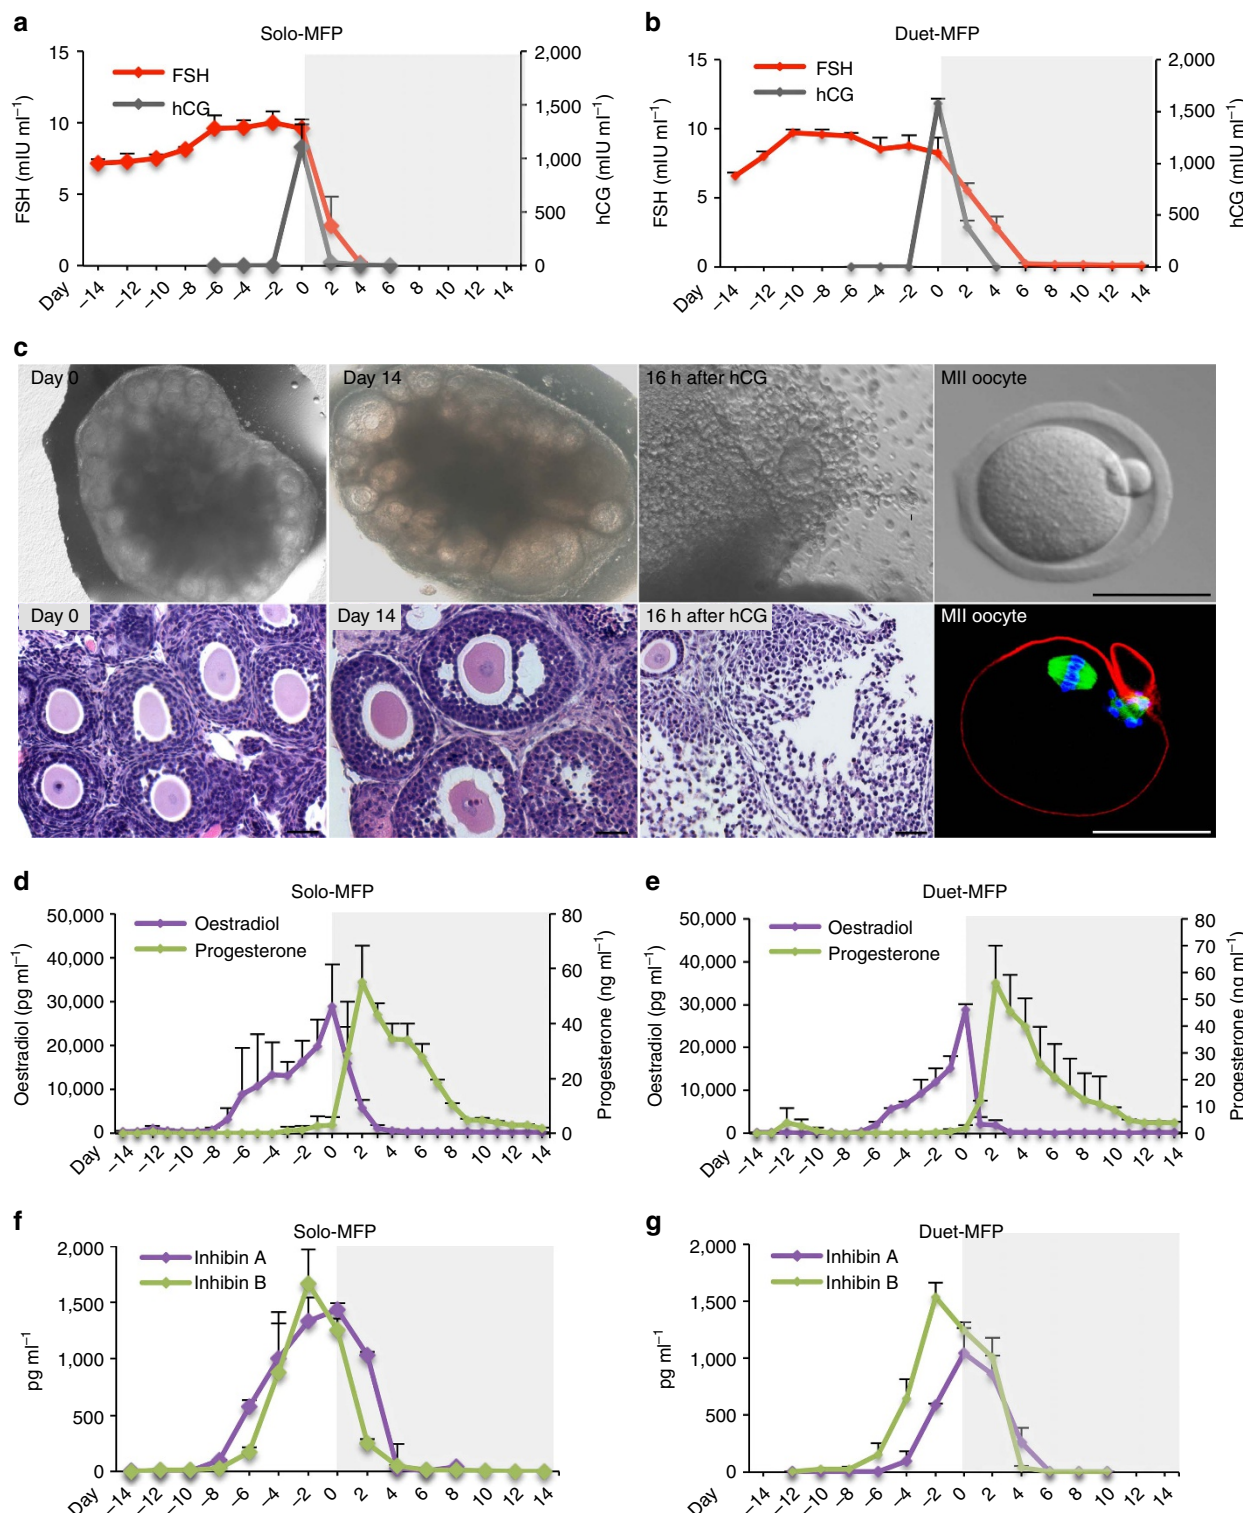 a
Solo-MFP
15
10
5
0
FSH (mIU ml⁻¹)
FSH
hCG
2,000
1,500
1,000
500
0
hCG (mIU ml⁻¹)
Day –14 –12 –10 –8 –6 –4 –2 0 2 4 6 8 10 12 14
b
Duet-MFP
15
10
5
0
FSH (mIU ml⁻¹)
FSH
hCG
2,000
1,500
1,000
500
0
hCG (mIU ml⁻¹)
Day –14 –12 –10 –8 –6 –4 –2 0 2 4 6 8 10 12 14
c
Day 0
Day 14
16 h after hCG
MII oocyte
Day 0
Day 14
16 h after hCG
MII oocyte
d
Solo-MFP
50,000
40,000
30,000
20,000
10,000
0
Oestradiol (pg ml⁻¹)
Oestradiol
Progesterone
80
60
40
20
0
Progesterone (ng ml⁻¹)
Day –14 –12 –10 –8 –6 –4 –2 0 2 4 6 8 10 12 14
e
Duet-MFP
50,000
40,000
30,000
20,000
10,000
0
Oestradiol (pg ml⁻¹)
Oestradiol
Progesterone
80
70
60
50
40
30
20
10
0
Progesterone (ng ml⁻¹)
Day –14 –12 –10 –8 –6 –4 –2 0 2 4 6 8 10 12 14
f
Solo-MFP
2,000
1,500
1,000
500
0
pg ml⁻¹
Inhibin A
Inhibin B
Day –14 –12 –10 –8 –6 –4 –2 0 2 4 6 8 10 12 14
g
Duet-MFP
2,000
1,500
1,000
500
0
pg ml⁻¹
Inhibin A
Inhibin B
Day –14 –12 –10 –8 –6 –4 –2 0 2 4 6 8 10 12 14